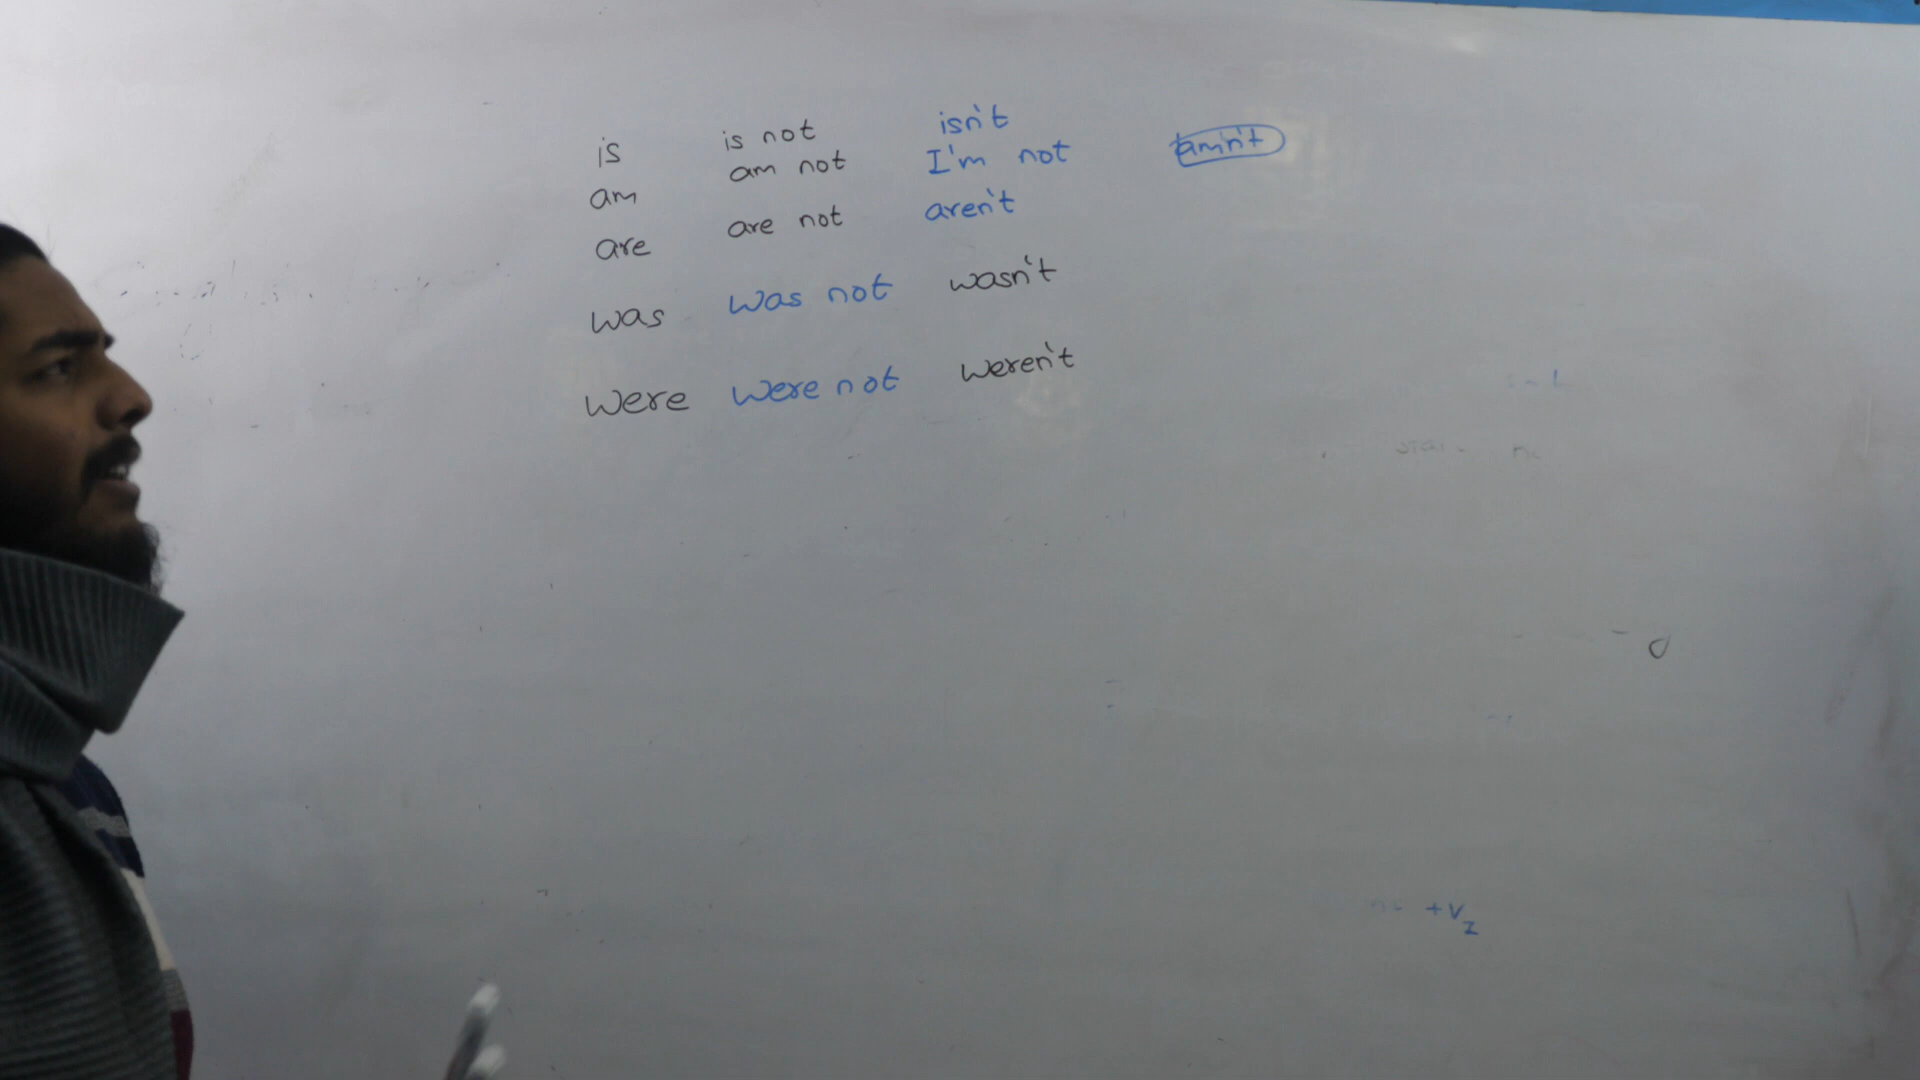 is is not isn't
am am not I'm not amn't
are are not aren't
was was not wasn't
were were not weren't
+V2